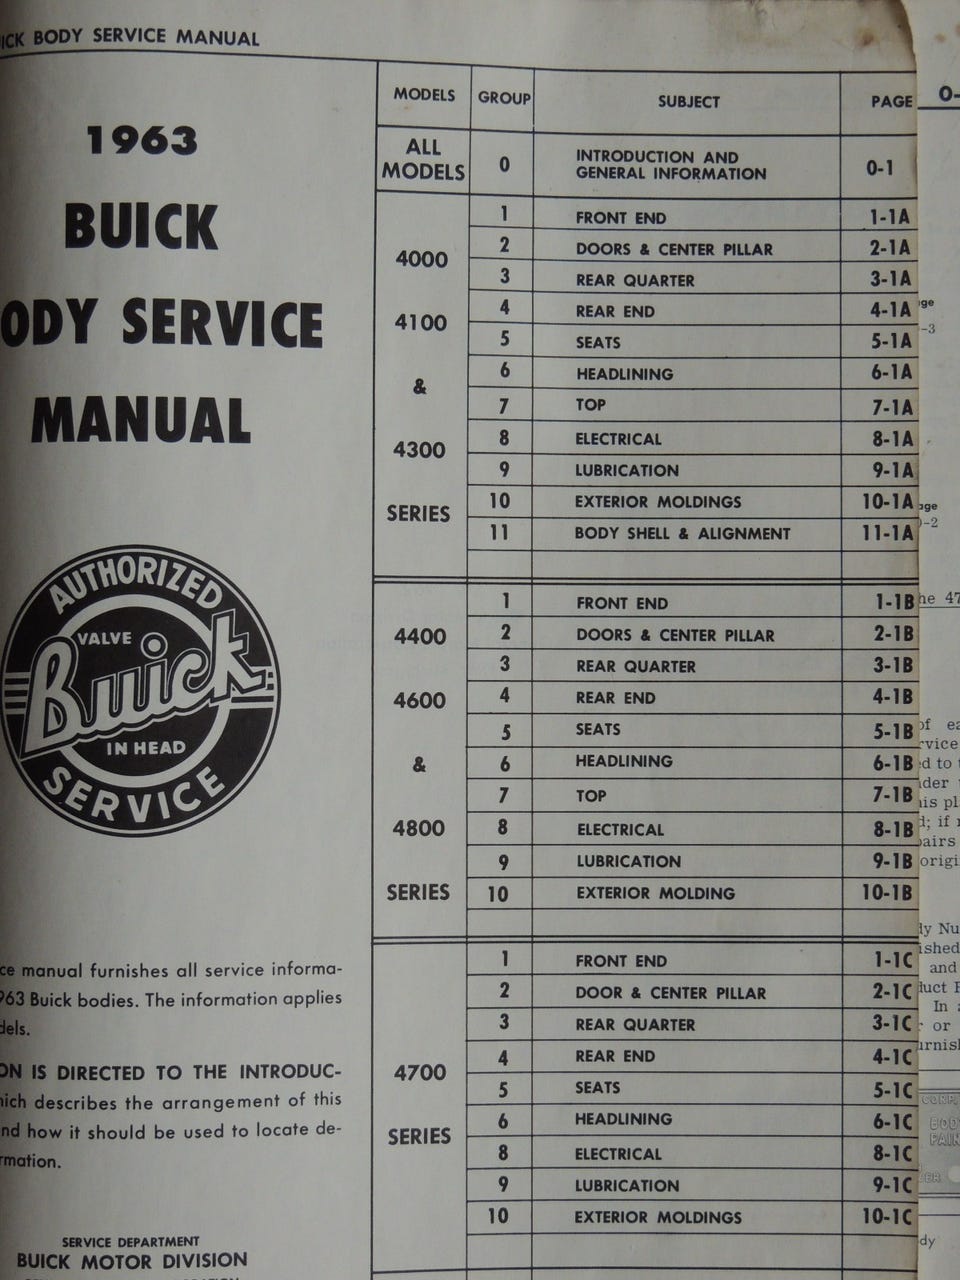 BODY SERVICE MANUAL
1963
BUICK
SERVICE
MANUAL
AUTHORIZED
VALVE
Buick
IN HEAD
SERVICE
manual furnishes all service informa-
Buick bodies. The information applies
IS DIRECTED TO THE INTRODUC-
describes the arrangement of this
how it should be used to locate de-
SERVICE DEPARTMENT
BUICK MOTOR DIVISION
MODELS GROUP SUBJECT PAGE
ALL MODELS 0 INTRODUCTION AND
GENERAL INFORMATION 0-1
4000
4100
&
4300
SERIES
1 FRONT END 1-1A
2 DOORS & CENTER PILLAR 2-1A
3 REAR QUARTER 3-1A
4 REAR END 4-1A
5 SEATS 5-1A
6 HEADLINING 6-1A
7 TOP 7-1A
8 ELECTRICAL 8-1A
9 LUBRICATION 9-1A
10 EXTERIOR MOLDINGS 10-1A
11 BODY SHELL & ALIGNMENT 11-1A
4400
4600
&
4800
SERIES
1 FRONT END 1-1B
2 DOORS & CENTER PILLAR 2-1B
3 REAR QUARTER 3-1B
4 REAR END 4-1B
5 SEATS 5-1B
6 HEADLINING 6-1B
7 TOP 7-1B
8 ELECTRICAL 8-1B
9 LUBRICATION 9-1B
10 EXTERIOR MOLDING 10-1B
4700
SERIES
1 FRONT END 1-1C
2 DOOR & CENTER PILLAR 2-1C
3 REAR QUARTER 3-1C
4 REAR END 4-1C
5 SEATS 5-1C
6 HEADLINING 6-1C
8 ELECTRICAL 8-1C
9 LUBRICATION 9-1C
10 EXTERIOR MOLDINGS 10-1C